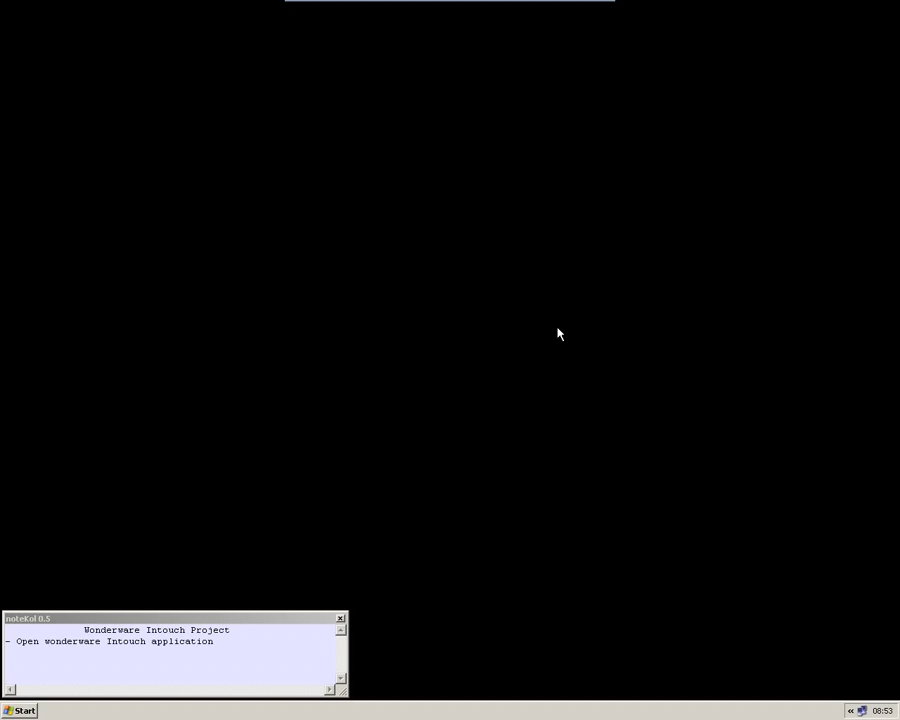 noteKol 0.5
Wonderware Intouch Project
- Open wonderware Intouch application
Start
« 08:53